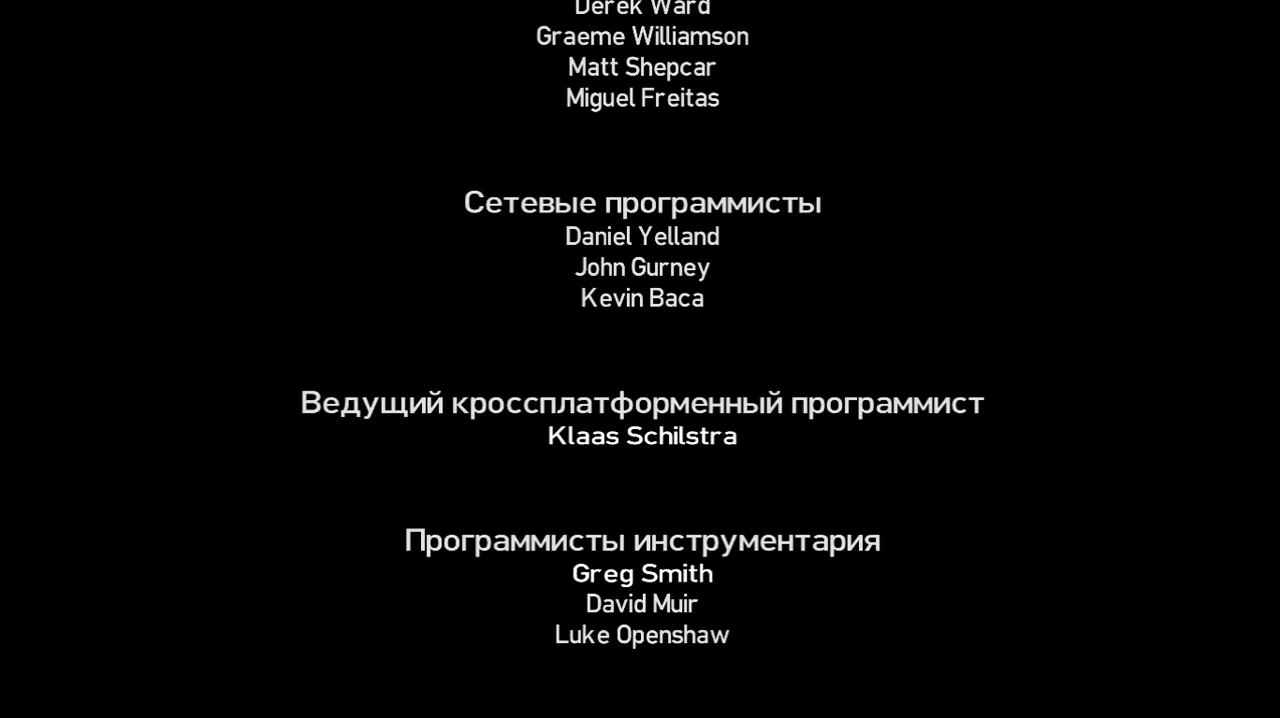 Derek Ward
Graeme Williamson
Matt Shepcar
Miguel Freitas
Сетевые программисты
Daniel Yelland
John Gurney
Kevin Baca
Ведущий кроссплатформенный программист
Klaas Schilstra
Программисты инструментария
Greg Smith
David Muir
Luke Openshaw